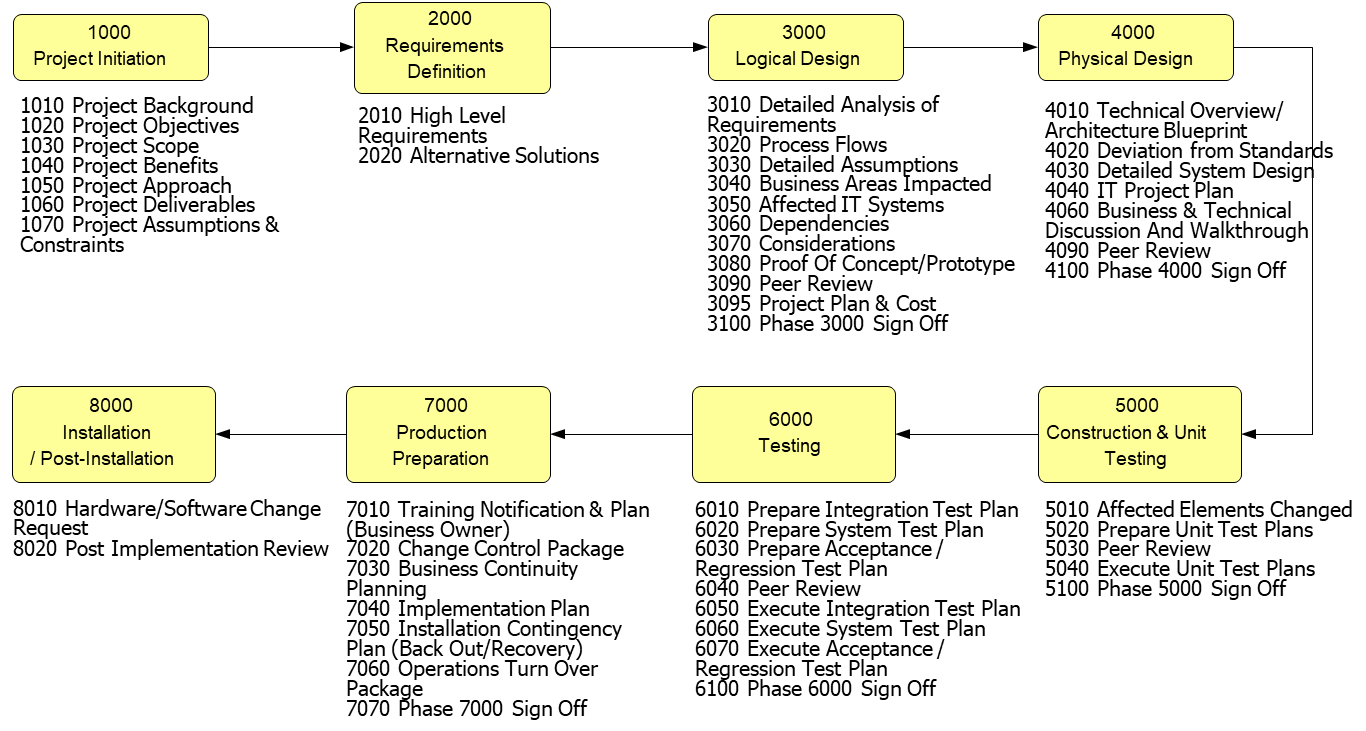 1000
Project Initiation
1010 Project Background
1020 Project Objectives
1030 Project Scope
1040 Project Benefits
1050 Project Approach
1060 Project Deliverables
1070 Project Assumptions &
Constraints
2000
Requirements
Definition
2010 High Level
Requirements
2020 Alternative Solutions
3000
Logical Design
3010 Detailed Analysis of
Requirements
3020 Process Flows
3030 Detailed Assumptions
3040 Business Areas Impacted
3050 Affected IT Systems
3060 Dependencies
3070 Considerations
3080 Proof Of Concept/Prototype
3090 Peer Review
3095 Project Plan & Cost
3100 Phase 3000 Sign Off
4000
Physical Design
4010 Technical Overview/
Architecture Blueprint
4020 Deviation from Standards
4030 Detailed System Design
4040 IT Project Plan
4060 Business & Technical
Discussion And Walkthrough
4090 Peer Review
4100 Phase 4000 Sign Off
5000
Construction & Unit
Testing
5010 Affected Elements Changed
5020 Prepare Unit Test Plans
5030 Peer Review
5040 Execute Unit Test Plans
5100 Phase 5000 Sign Off
6000
Testing
6010 Prepare Integration Test Plan
6020 Prepare System Test Plan
6030 Prepare Acceptance /
Regression Test Plan
6040 Peer Review
6050 Execute Integration Test Plan
6060 Execute System Test Plan
6070 Execute Acceptance /
Regression Test Plan
6100 Phase 6000 Sign Off
7000
Production
Preparation
7010 Training Notification & Plan
(Business Owner)
7020 Change Control Package
7030 Business Continuity
Planning
7040 Implementation Plan
7050 Installation Contingency
Plan (Back Out/Recovery)
7060 Operations Turn Over
Package
7070 Phase 7000 Sign Off
8000
Installation
/ Post-Installation
8010 Hardware/Software Change
Request
8020 Post Implementation Review